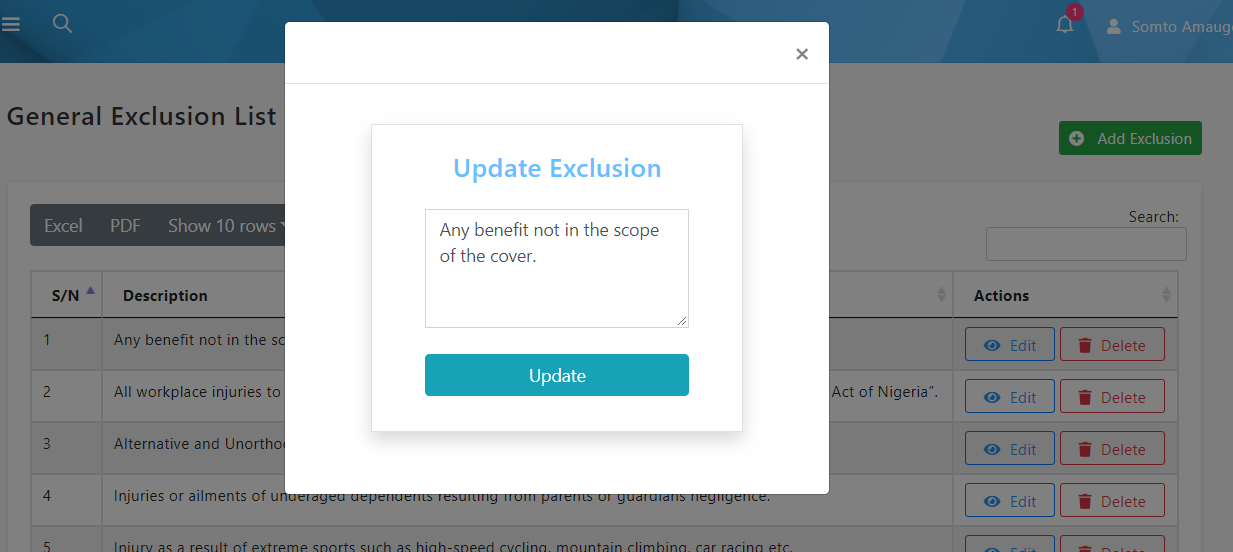 1
Somto Amaug
×
General Exclusion List
Add Exclusion
Update Exclusion
Any benefit not in the scope
of the cover.
Update
Excel PDF Show 10 rows
Search:
S/N Description Actions
1 Any benefit not in the sc Edit Delete
2 All workplace injuries to Act of Nigeria”. Edit Delete
3 Alternative and Unortho Edit Delete
4 Injuries or ailments of underaged dependents resulting from parents or guardians negligence. Edit Delete
5 Injury as a result of extreme sports such as high-speed cycling, mountain climbing, car racing etc. Edit Delete